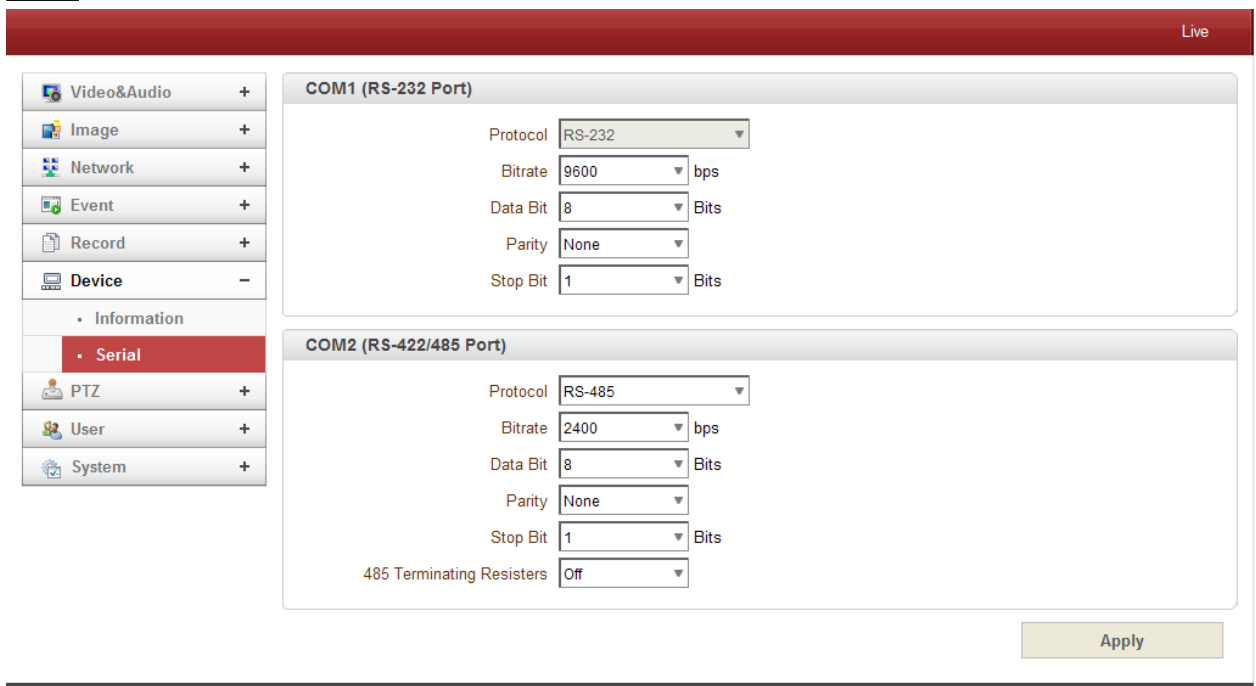 Live
Video&Audio +
Image +
Network +
Event +
Record +
Device −
Information
Serial
PTZ +
User +
System +
COM1 (RS-232 Port)
Protocol RS-232
Bitrate 9600 bps
Data Bit 8 Bits
Parity None
Stop Bit 1 Bits
COM2 (RS-422/485 Port)
Protocol RS-485
Bitrate 2400 bps
Data Bit 8 Bits
Parity None
Stop Bit 1 Bits
485 Terminating Resisters Off
Apply